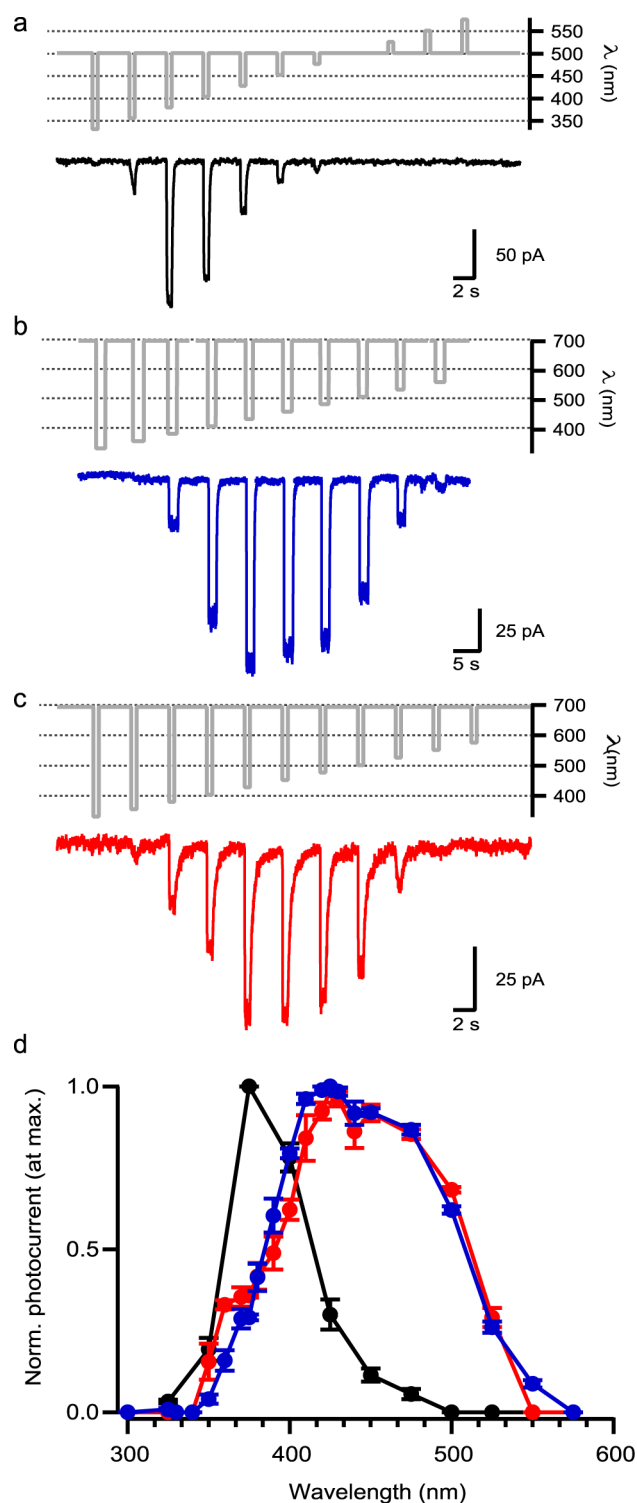 a
550
500
450
400
350
λ (nm)
50 pA
2 s
b
700
600
500
400
λ (nm)
25 pA
5 s
c
700
600
500
400
λ(nm)
25 pA
2 s
d
1.0
0.5
0.0
Norm. photocurrent (at max.)
300 400 500 600
Wavelength (nm)